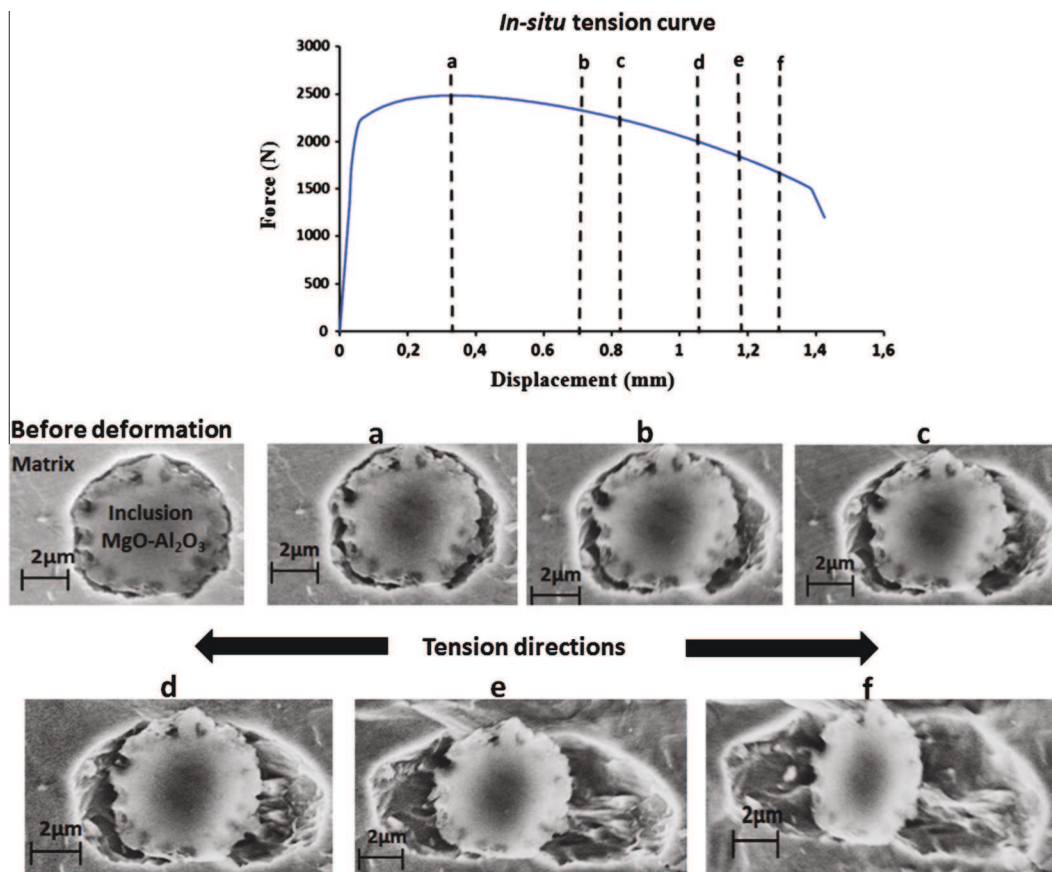 In-situ tension curve
3000
2500
2000
1500
1000
500
0
Force (N)
a
b
c
d
e
f
0
0,2
0,4
0.6
0.8
1
1,2
1,4
1,6
Displacement (mm)
Before deformation
a
b
c
Matrix
Inclusion
MgO-Al₂O₃
2µm
2µm
2µm
2µm
Tension directions
d
e
f
2µm
2µm
2µm